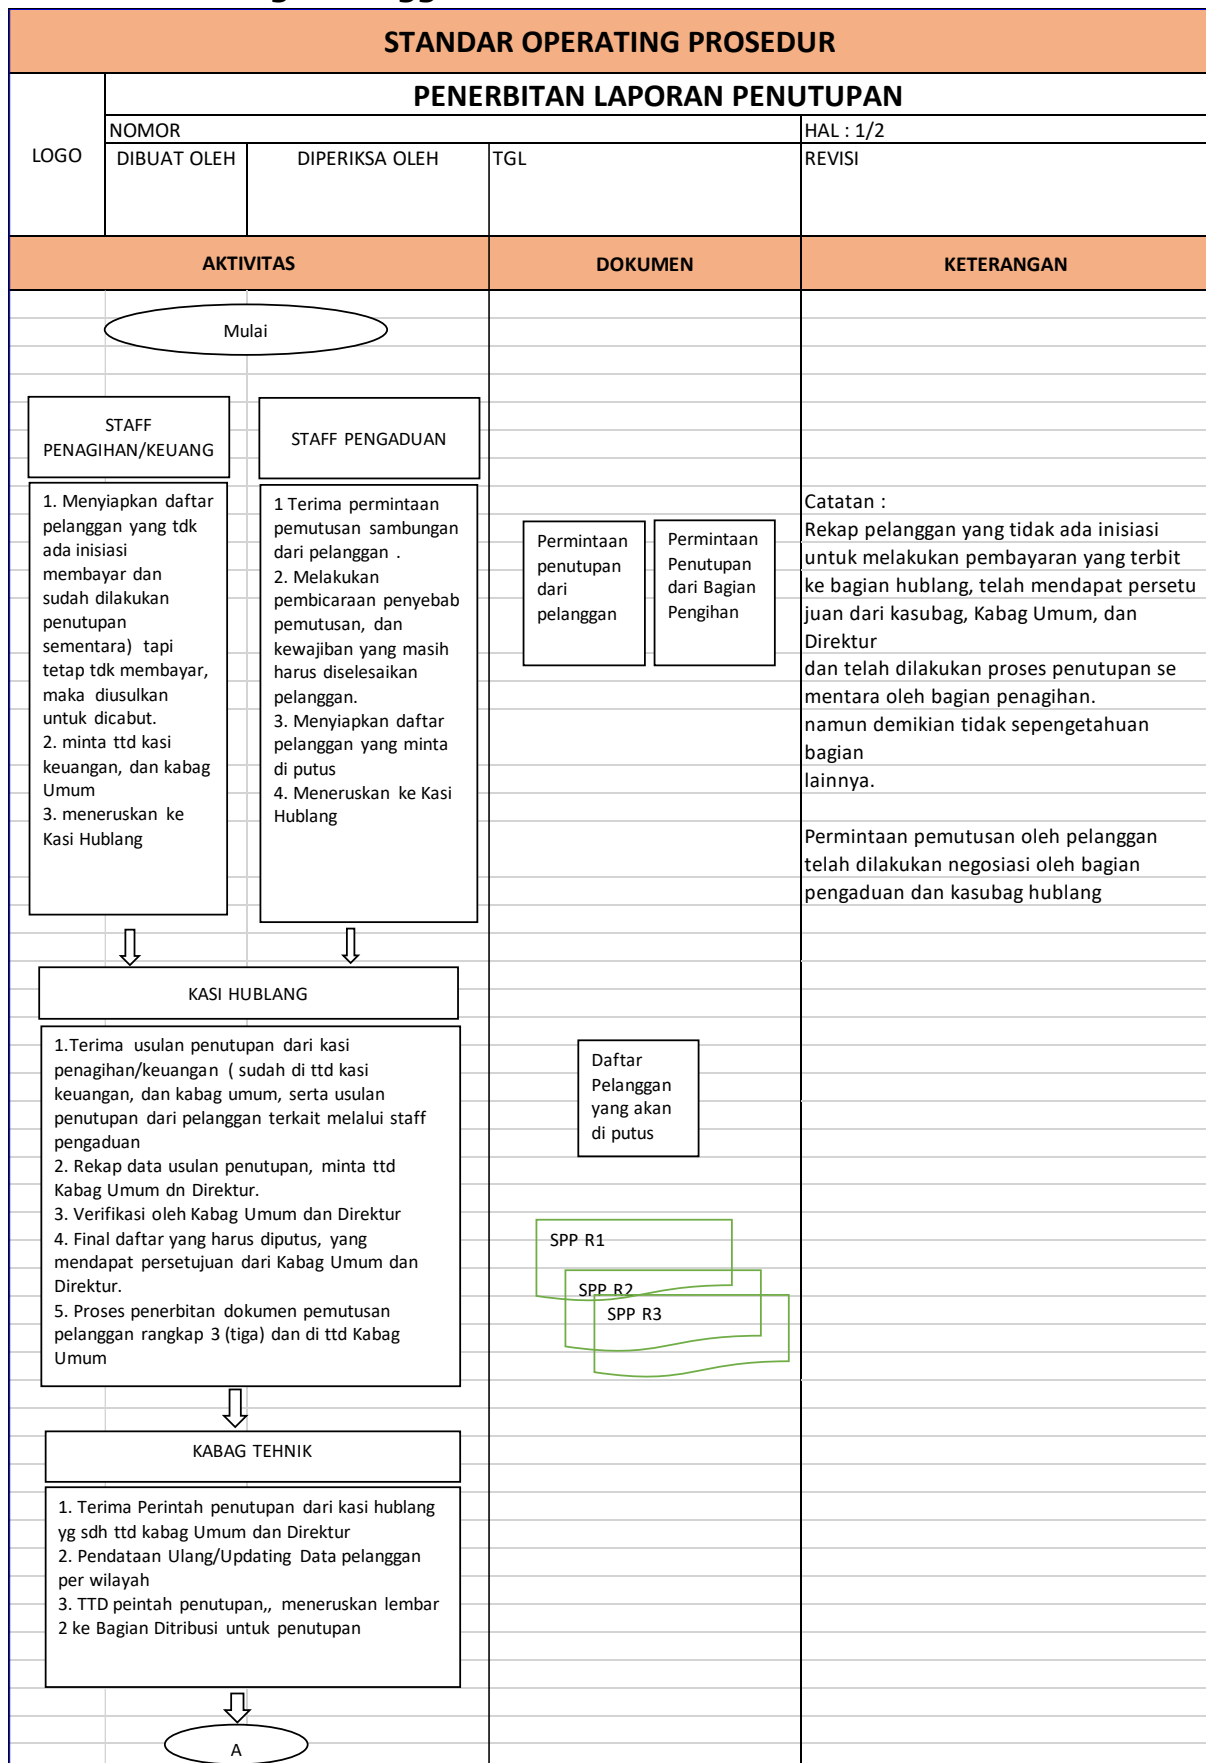 STANDAR OPERATING PROSEDUR
PENERBITAN LAPORAN PENUTUPAN
LOGO
NOMOR
HAL : 1/2
DIBUAT OLEH
DIPERIKSA OLEH
TGL
REVISI
AKTIVITAS
DOKUMEN
KETERANGAN
Mulai
STAFF
PENAGIHAN/KEUANG
STAFF PENGADUAN
1. Menyiapkan daftar
pelanggan yang tdk
ada inisiasi
membayar dan
sudah dilakukan
penutupan
sementara) tapi
tetap tdk membayar,
maka diusulkan
untuk dicabut.
2. minta ttd kasi
keuangan, dan kabag
Umum
3. meneruskan ke
Kasi Hublang
1 Terima permintaan
pemutusan sambungan
dari pelanggan .
2. Melakukan
pembicaraan penyebab
pemutusan, dan
kewajiban yang masih
harus diselesaikan
pelanggan.
3. Menyiapkan daftar
pelanggan yang minta
di putus
4. Meneruskan ke Kasi
Hublang
Permintaan
penutupan
dari
pelanggan
Permintaan
Penutupan
dari Bagian
Pengihan
Catatan :
Rekap pelanggan yang tidak ada inisiasi
untuk melakukan pembayaran yang terbit
ke bagian hublang, telah mendapat persetu
juan dari kasubag, Kabag Umum, dan
Direktur
dan telah dilakukan proses penutupan se
mentara oleh bagian penagihan.
namun demikian tidak sepengetahuan
bagian
lainnya.
Permintaan pemutusan oleh pelanggan
telah dilakukan negosiasi oleh bagian
pengaduan dan kasubag hublang
KASI HUBLANG
1.Terima usulan penutupan dari kasi
penagihan/keuangan ( sudah di ttd kasi
keuangan, dan kabag umum, serta usulan
penutupan dari pelanggan terkait melalui staff
pengaduan
2. Rekap data usulan penutupan, minta ttd
Kabag Umum dn Direktur.
3. Verifikasi oleh Kabag Umum dan Direktur
4. Final daftar yang harus diputus, yang
mendapat persetujuan dari Kabag Umum dan
Direktur.
5. Proses penerbitan dokumen pemutusan
pelanggan rangkap 3 (tiga) dan di ttd Kabag
Umum
Daftar
Pelanggan
yang akan
di putus
SPP R1
SPP R2
SPP R3
KABAG TEHNIK
1. Terima Perintah penutupan dari kasi hublang
yg sdh ttd kabag Umum dan Direktur
2. Pendataan Ulang/Updating Data pelanggan
per wilayah
3. TTD peintah penutupan,, meneruskan lembar
2 ke Bagian Ditribusi untuk penutupan
A